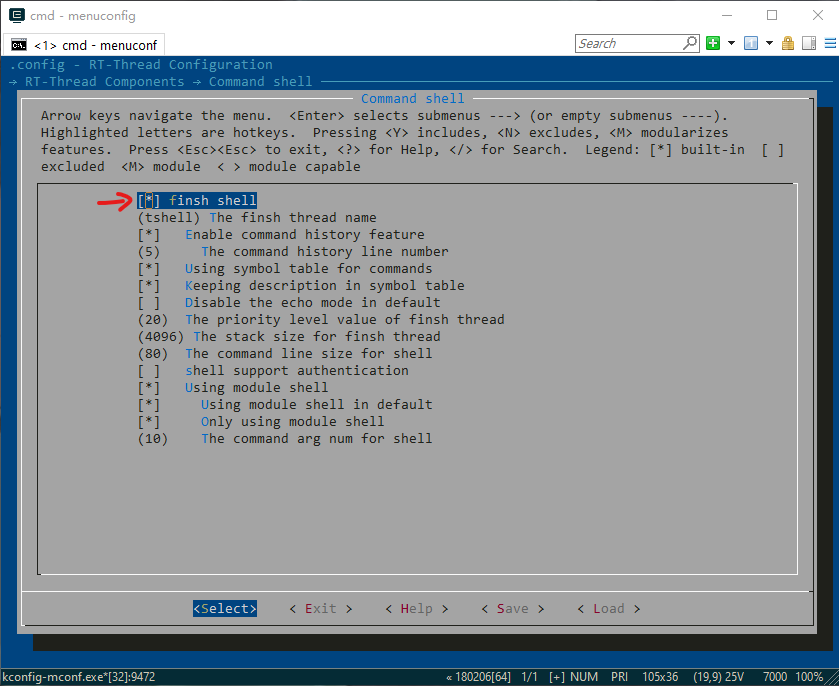 cmd - menuconfig
<1> cmd - menuconf
Search
.config - RT-Thread Configuration
→ RT-Thread Components → Command shell
Command shell
Arrow keys navigate the menu.  <Enter> selects submenus ---> (or empty submenus ----).
Highlighted letters are hotkeys.  Pressing <Y> includes, <N> excludes, <M> modularizes
features.  Press <Esc><Esc> to exit, <?> for Help, </> for Search.  Legend: [*] built-in  [ ]
excluded  <M> module  < > module capable
[*] finsh shell
(tshell) The finsh thread name
[*]   Enable command history feature
(5)     The command history line number
[*]   Using symbol table for commands
[*]   Keeping description in symbol table
[ ]   Disable the echo mode in default
(20)  The priority level value of finsh thread
(4096) The stack size for finsh thread
(80)  The command line size for shell
[ ]   shell support authentication
[*]   Using module shell
[*]     Using module shell in default
[*]     Only using module shell
(10)    The command arg num for shell
<Select>    < Exit >    < Help >    < Save >    < Load >
kconfig-mconf.exe*[32]:9472    « 180206[64]  1/1  [+] NUM  PRI  105x36  (19,9) 25V  7000  100%